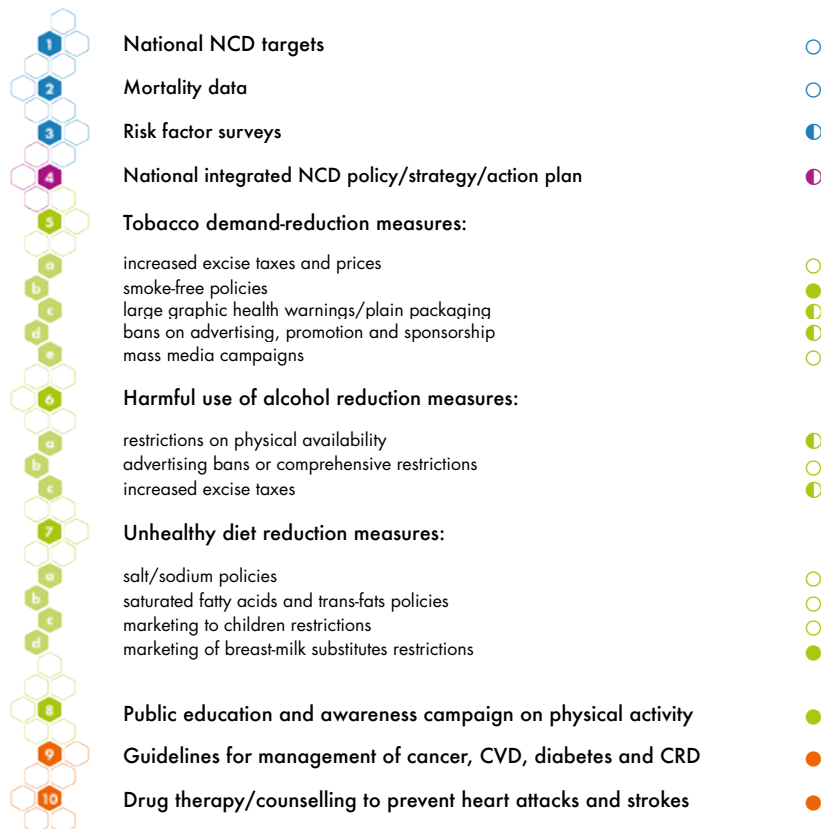 1 National NCD targets
2 Mortality data
3 Risk factor surveys
4 National integrated NCD policy/strategy/action plan
5 Tobacco demand-reduction measures:
a increased excise taxes and prices
b smoke-free policies
c large graphic health warnings/plain packaging
d bans on advertising, promotion and sponsorship
e mass media campaigns
6 Harmful use of alcohol reduction measures:
a restrictions on physical availability
b advertising bans or comprehensive restrictions
c increased excise taxes
7 Unhealthy diet reduction measures:
a salt/sodium policies
b saturated fatty acids and trans-fats policies
c marketing to children restrictions
d marketing of breast-milk substitutes restrictions
8 Public education and awareness campaign on physical activity
9 Guidelines for management of cancer, CVD, diabetes and CRD
10 Drug therapy/counselling to prevent heart attacks and strokes